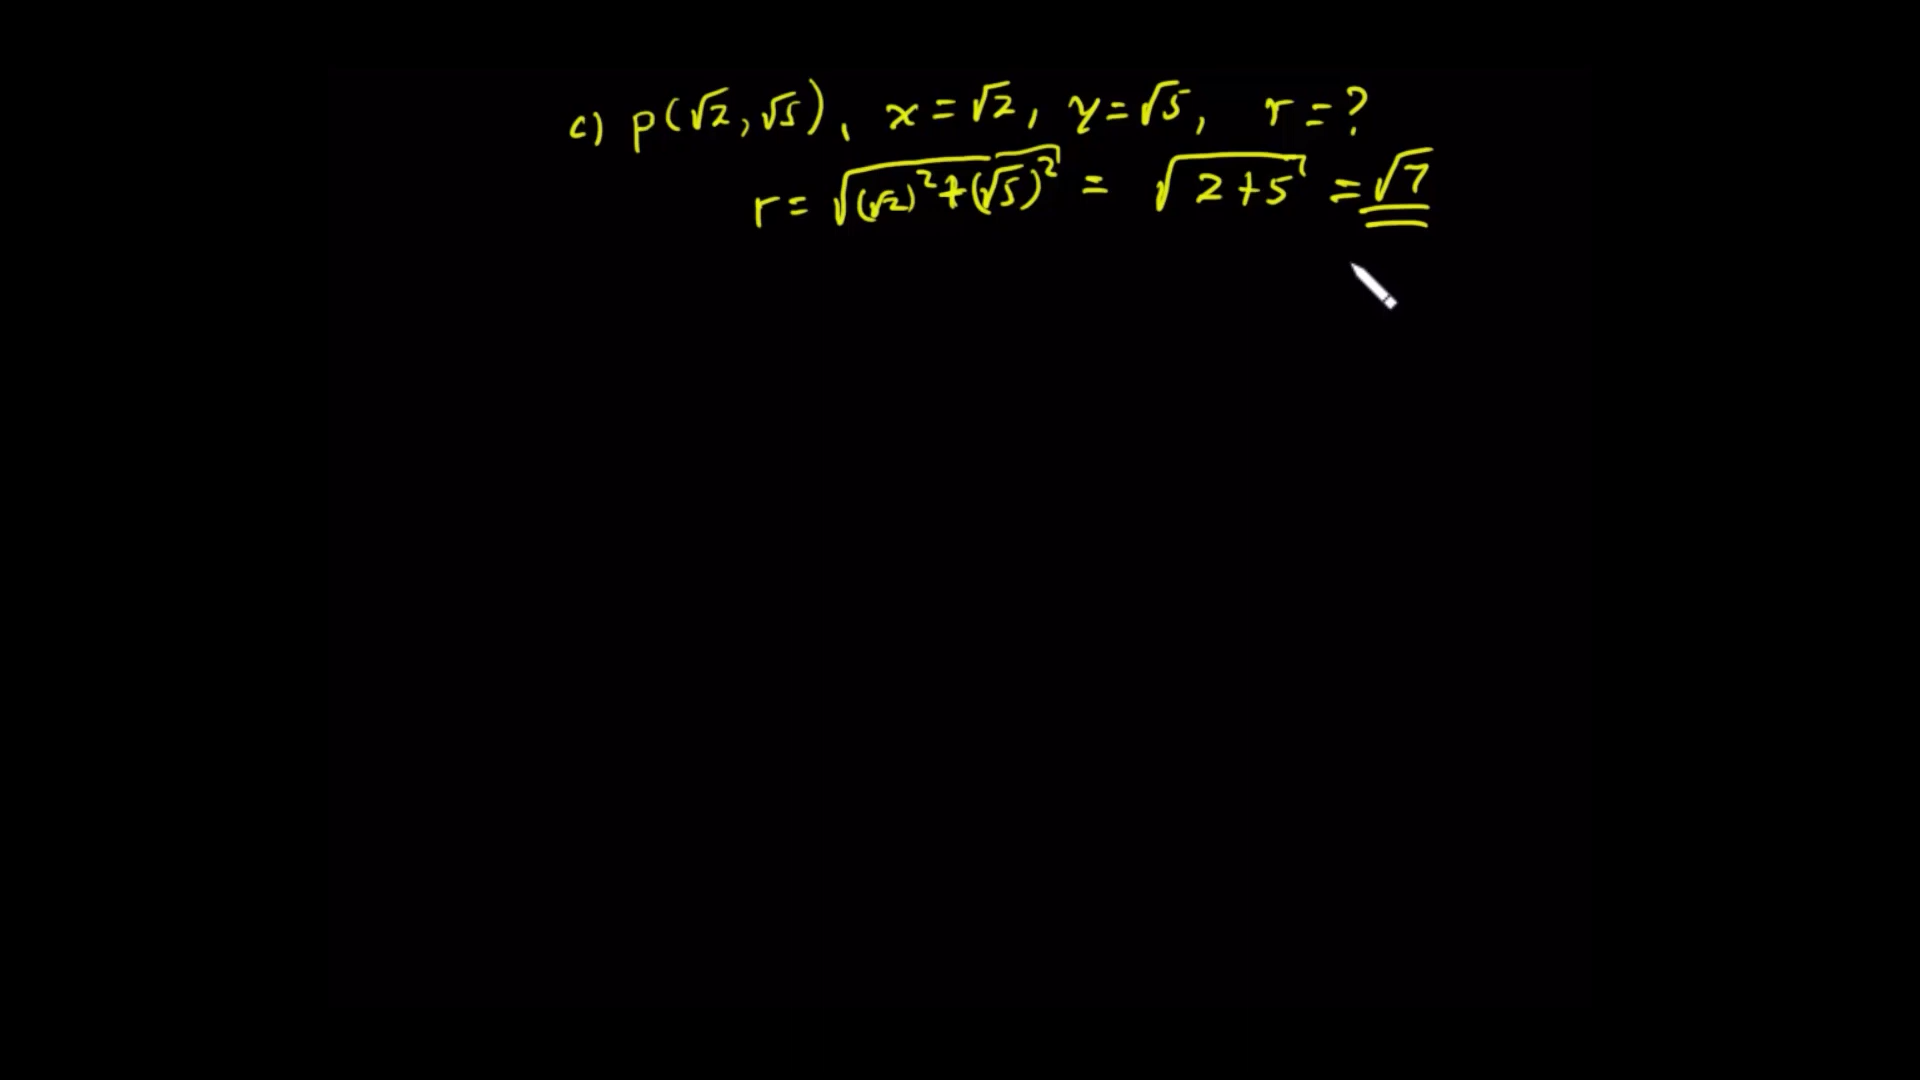 c) p(√2, √5), x = √2, y = √5, r = ?
r = √((√2)² + (√5)²) = √(2+5) = √7